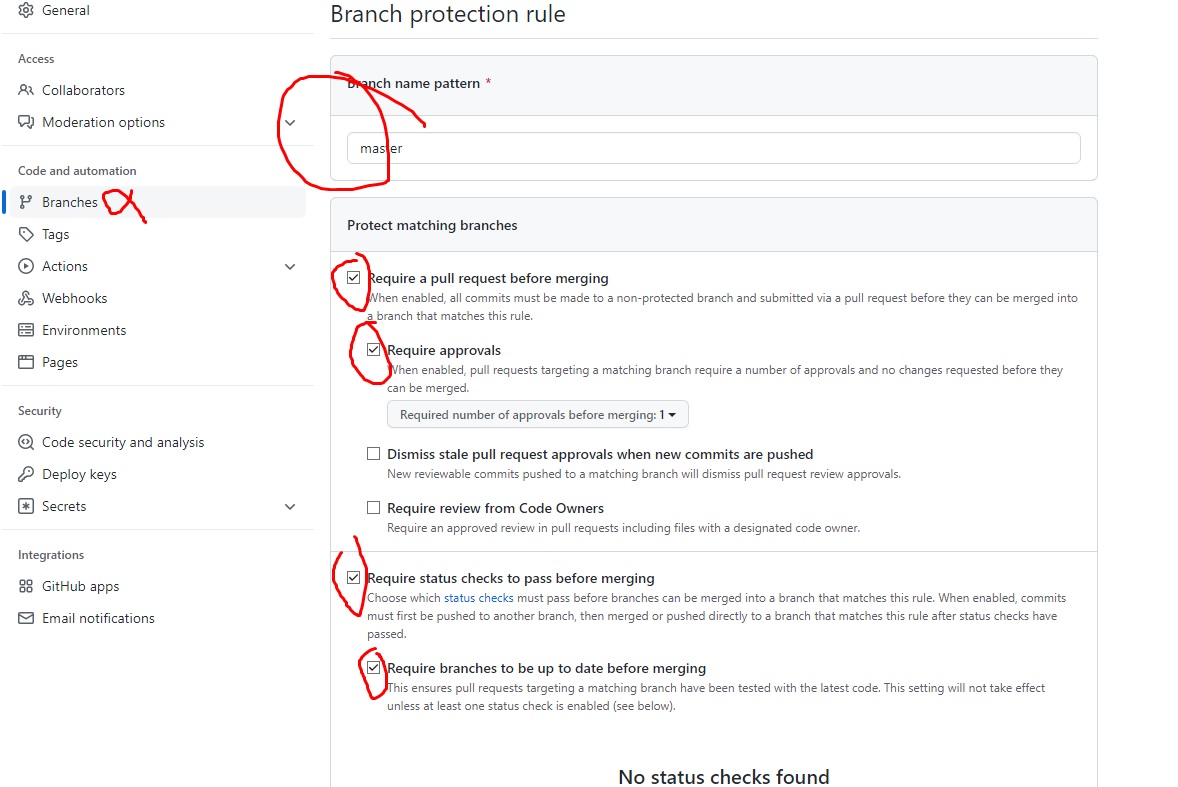 General
Access
Collaborators
Moderation options
Code and automation
Branches
Tags
Actions
Webhooks
Environments
Pages
Security
Code security and analysis
Deploy keys
Secrets
Integrations
GitHub apps
Email notifications
Branch protection rule
Branch name pattern *
master
Protect matching branches
Require a pull request before merging
When enabled, all commits must be made to a non-protected branch and submitted via a pull request before they can be merged into
a branch that matches this rule.
Require approvals
When enabled, pull requests targeting a matching branch require a number of approvals and no changes requested before they
can be merged.
Required number of approvals before merging: 1
Dismiss stale pull request approvals when new commits are pushed
New reviewable commits pushed to a matching branch will dismiss pull request review approvals.
Require review from Code Owners
Require an approved review in pull requests including files with a designated code owner.
Require status checks to pass before merging
Choose which status checks must pass before branches can be merged into a branch that matches this rule. When enabled, commits
must first be pushed to another branch, then merged or pushed directly to a branch that matches this rule after status checks have
passed.
Require branches to be up to date before merging
This ensures pull requests targeting a matching branch have been tested with the latest code. This setting will not take effect
unless at least one status check is enabled (see below).
No status checks found